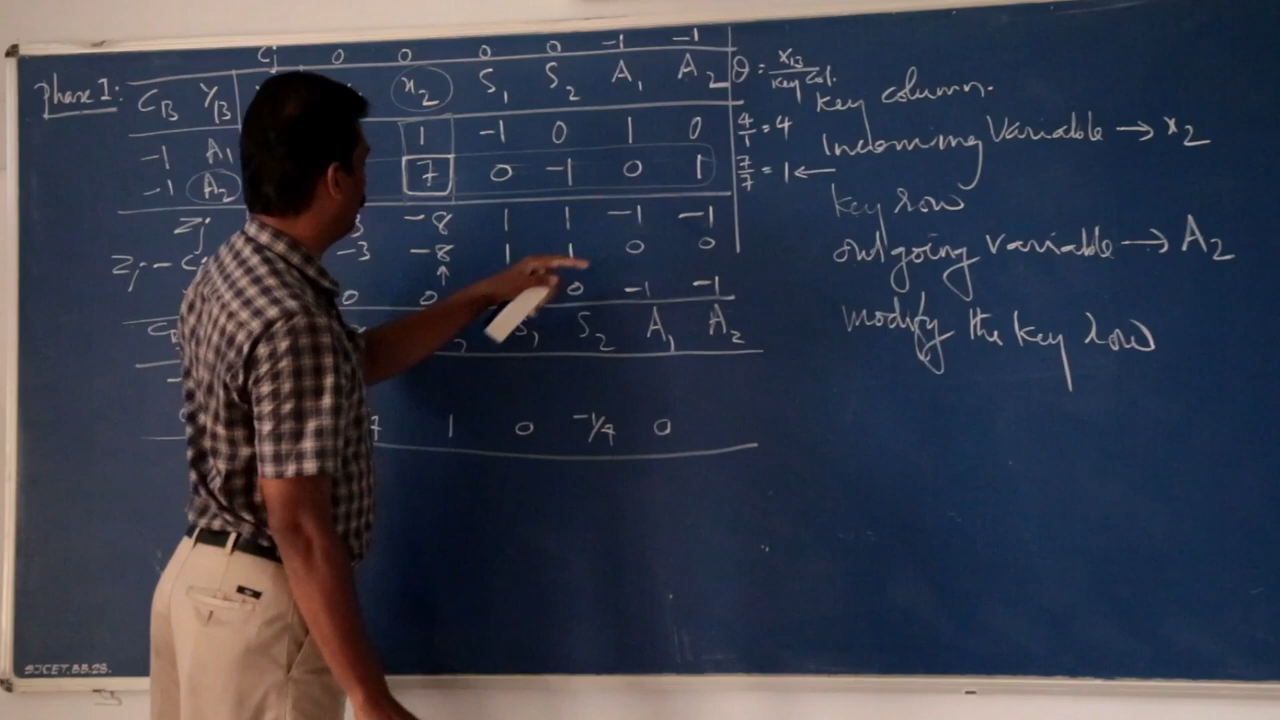 Cj 0 0 0 0 -1 -1
Phase I: CB YB x2 S1 S2 A1 A2 θ = XB/Key Col.
Key column.
-1 A1 1 -1 0 1 0 4/1 = 4
Incoming Variable → x2
-1 A2 7 0 -1 0 1 7/7 = 1 ←
Key row
Zj 3 -8 1 1 -1 -1
Zj - Cj -3 -8 1 1 0 0
outgoing variable → A2
↑
0 0 0 -1 -1
S1 S2 A1 A2
modify the key row
7 1 0 -1/7 0
SJCET.BB.28.